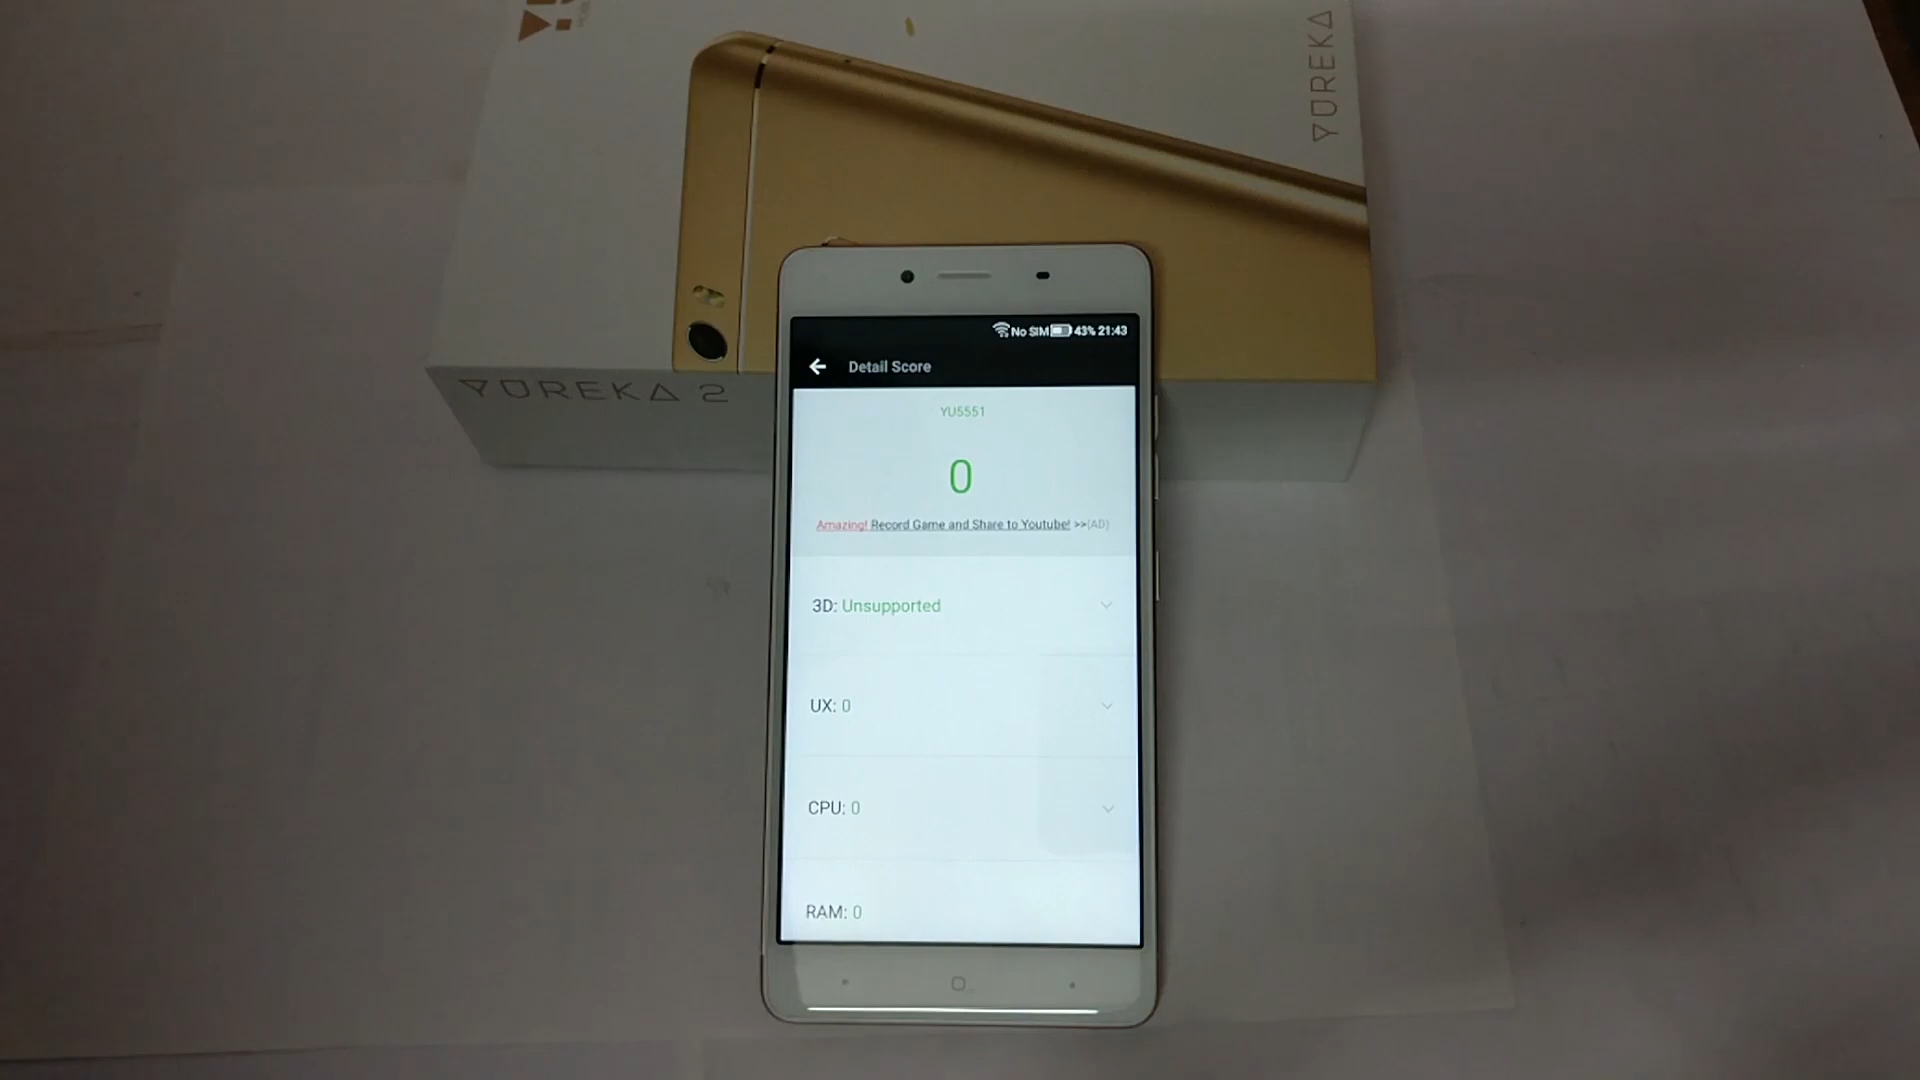 YUREKA
YUREKA 2
No SIM 43% 21:43
Detail Score
YU5551
0
Amazing! Record Game and Share to Youtube! >>(AD)
3D: Unsupported
UX: 0
CPU: 0
RAM: 0